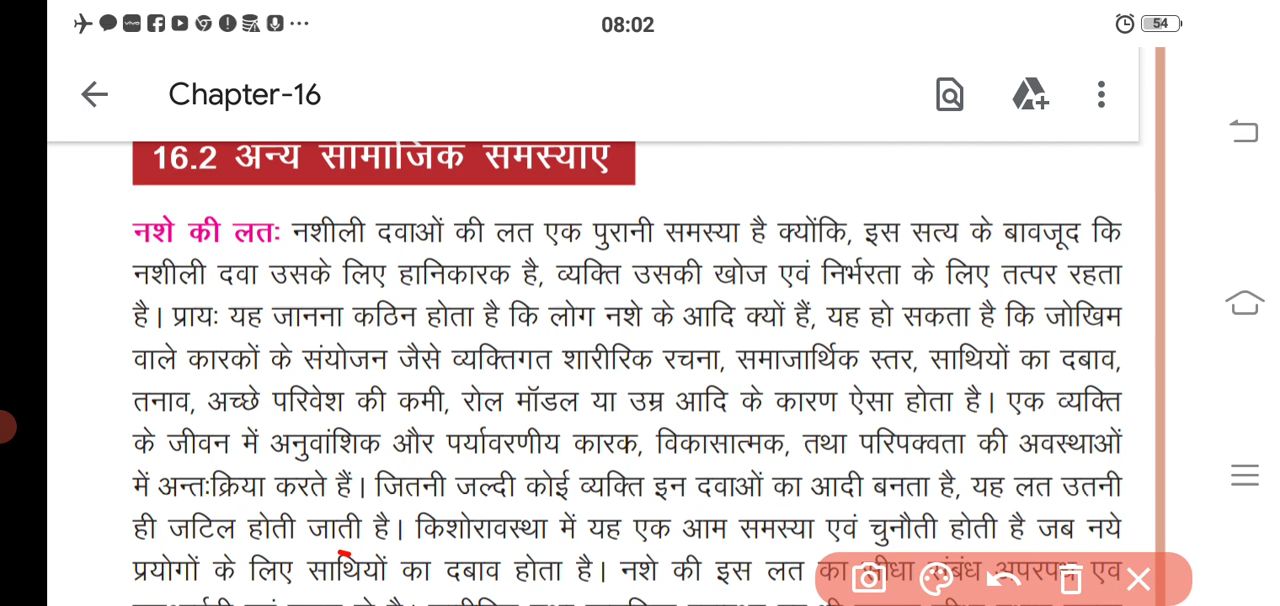 08:02
54
Chapter-16
16.2 अन्य सामाजिक समस्याए
नशे की लतः नशीली दवाओं की लत एक पुरानी समस्या है क्योंकि, इस सत्य के बावजूद कि
नशीली दवा उसके लिए हानिकारक है, व्यक्ति उसकी खोज एवं निर्भरता के लिए तत्पर रहता
है। प्रायः यह जानना कठिन होता है कि लोग नशे के आदि क्यों हैं, यह हो सकता है कि जोखिम
वाले कारकों के संयोजन जैसे व्यक्तिगत शारीरिक रचना, समाजार्थिक स्तर, साथियों का दबाव,
तनाव, अच्छे परिवेश की कमी, रोल मॉडल या उम्र आदि के कारण ऐसा होता है। एक व्यक्ति
के जीवन में अनुवांशिक और पर्यावरणीय कारक, विकासात्मक, तथा परिपक्वता की अवस्थाओं
में अन्तःक्रिया करते हैं। जितनी जल्दी कोई व्यक्ति इन दवाओं का आदी बनता है, यह लत उतनी
ही जटिल होती जाती है। किशोरावस्था में यह एक आम समस्या एवं चुनौती होती है जब नये
प्रयोगों के लिए साथियों का दबाव होता है। नशे की इस लत का सीधा संबंध अपरपक्ष एव